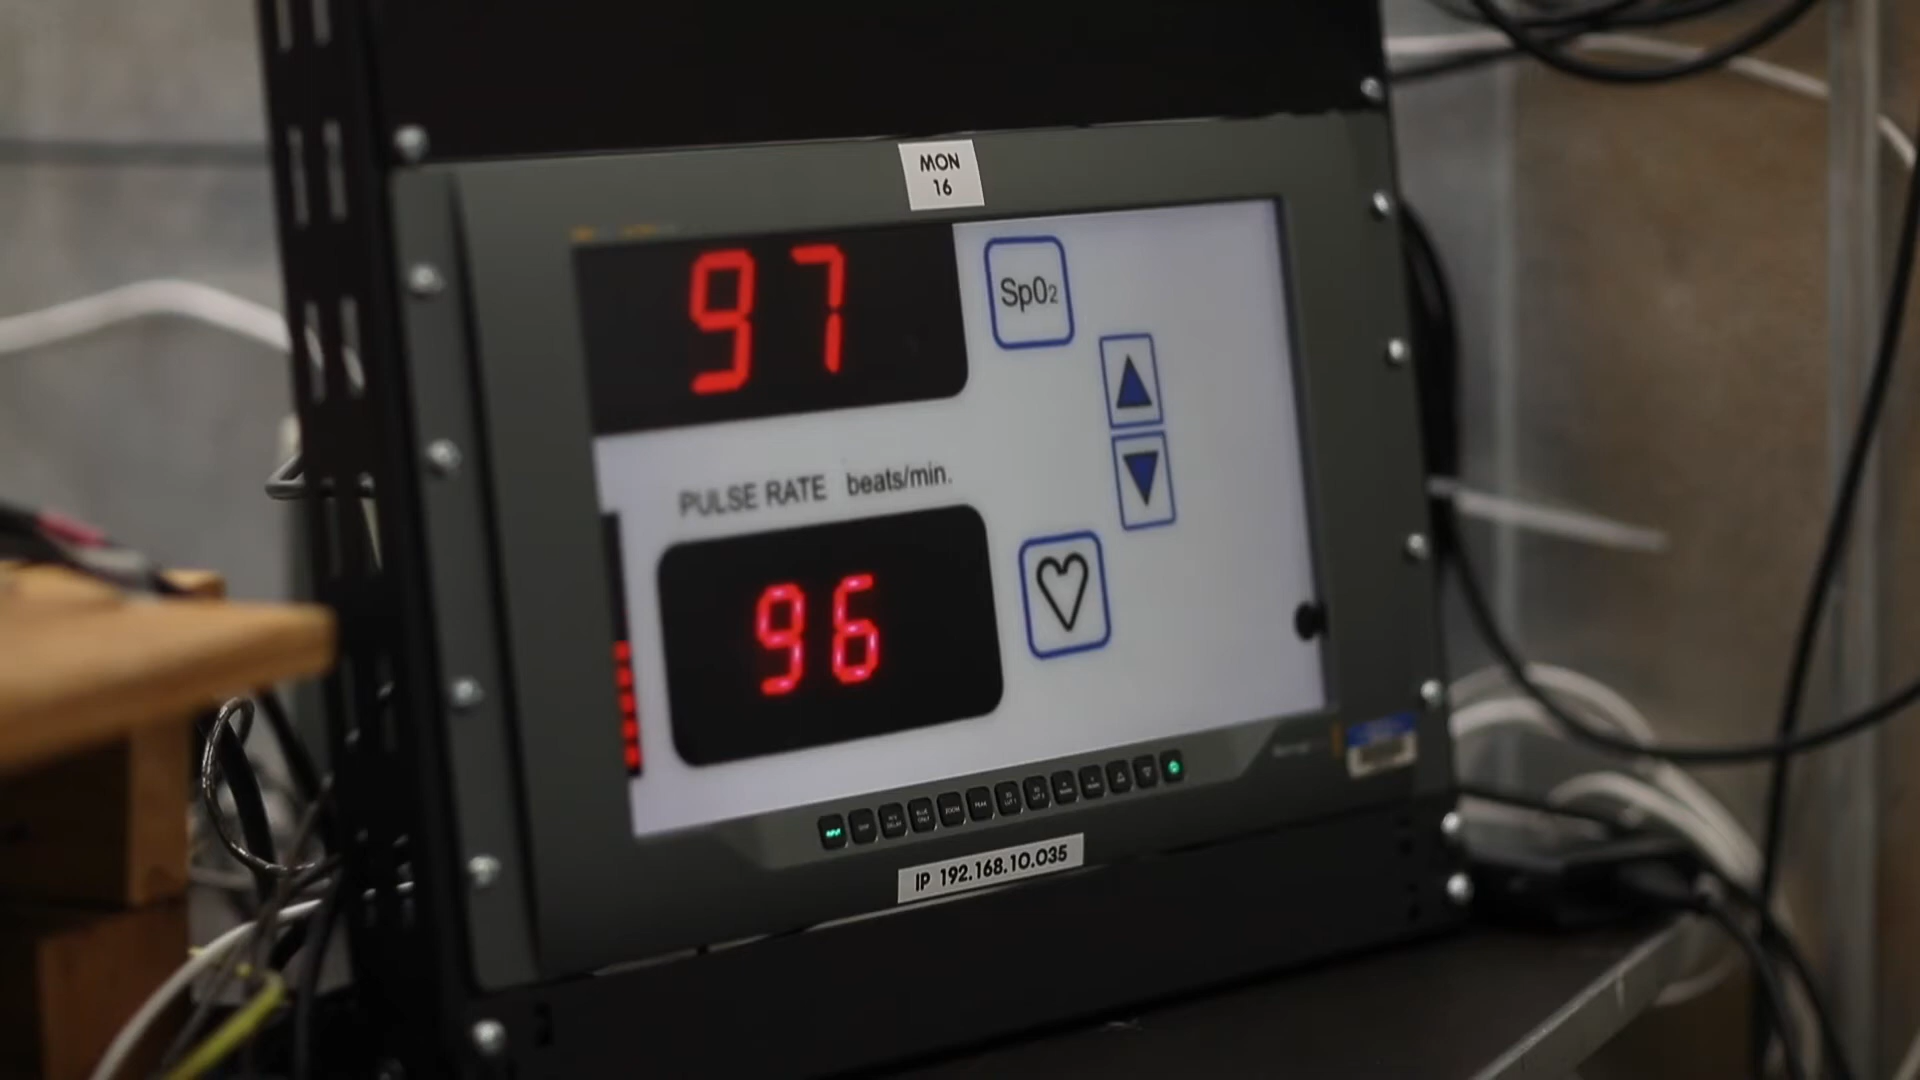 MON
16
97
SpO2
PULSE RATE beats/min.
96
IP 192.168.10.035